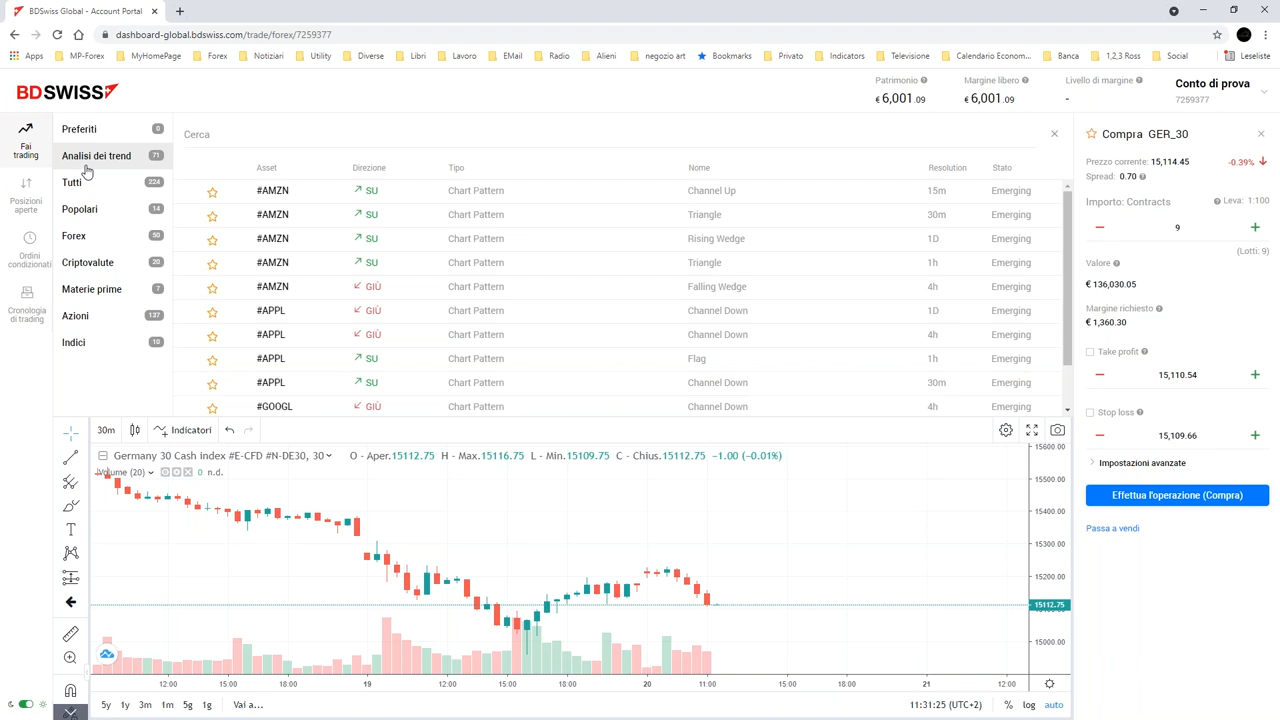 BDSwiss Global - Account Portal
dashboard-global.bdswiss.com/trade/forex/7259377
Apps MP-Forex MyHomePage Forex Notiziari Utility Diverse Libri Lavoro EMail Radio Alieni negozio art Bookmarks Privato Indicators Televisione Calendario Econom... Banca 1,2,3 Ross Social Leseliste
BDSWISS
Patrimonio Margine libero Livello di margine Conto di prova
€ 6,001.09 € 6,001.09 - 7259377
Fai trading
Posizioni aperte
Ordini condizionati
Cronologia di trading
Preferiti 0
Analisi dei trend 71
Tutti 224
Popolari 14
Forex 50
Criptovalute 20
Materie prime 7
Azioni 137
Indici 10
Cerca
Asset Direzione Tipo Nome Resolution Stato
#AMZN SU Chart Pattern Channel Up 15m Emerging
#AMZN SU Chart Pattern Triangle 30m Emerging
#AMZN SU Chart Pattern Rising Wedge 1D Emerging
#AMZN SU Chart Pattern Triangle 1h Emerging
#AMZN GIÙ Chart Pattern Falling Wedge 4h Emerging
#APPL GIÙ Chart Pattern Channel Down 1D Emerging
#APPL GIÙ Chart Pattern Channel Down 4h Emerging
#APPL SU Chart Pattern Flag 1h Emerging
#APPL SU Chart Pattern Channel Down 30m Emerging
#GOOGL GIÙ Chart Pattern Channel Down 4h Emerging
Compra GER_30
Prezzo corrente: 15,114.45 -0.39%
Spread: 0.70
Importo: Contracts Leva: 1:100
9
(Lotti: 9)
Valore
€ 136,030.05
Margine richiesto
€ 1,360.30
Take profit
15,110.54
Stop loss
15,109.66
Impostazioni avanzate
Effettua l'operazione (Compra)
Passa a vendi
30m Indicatori
Germany 30 Cash index #E-CFD #N-DE30, 30 O - Aper.15112.75 H - Max.15116.75 L - Min.15109.75 C - Chius.15112.75 −1.00 (−0.01%)
Volume (20) 0 n.d.
15600.00
15500.00
15400.00
15300.00
15200.00
15112.75
15000.00
12:00 15:00 18:00 19 12:00 15:00 18:00 20 11:00 15:00 18:00 21 12:00
5y 1y 3m 1m 5g 1g Vai a... 11:31:25 (UTC+2) % log auto